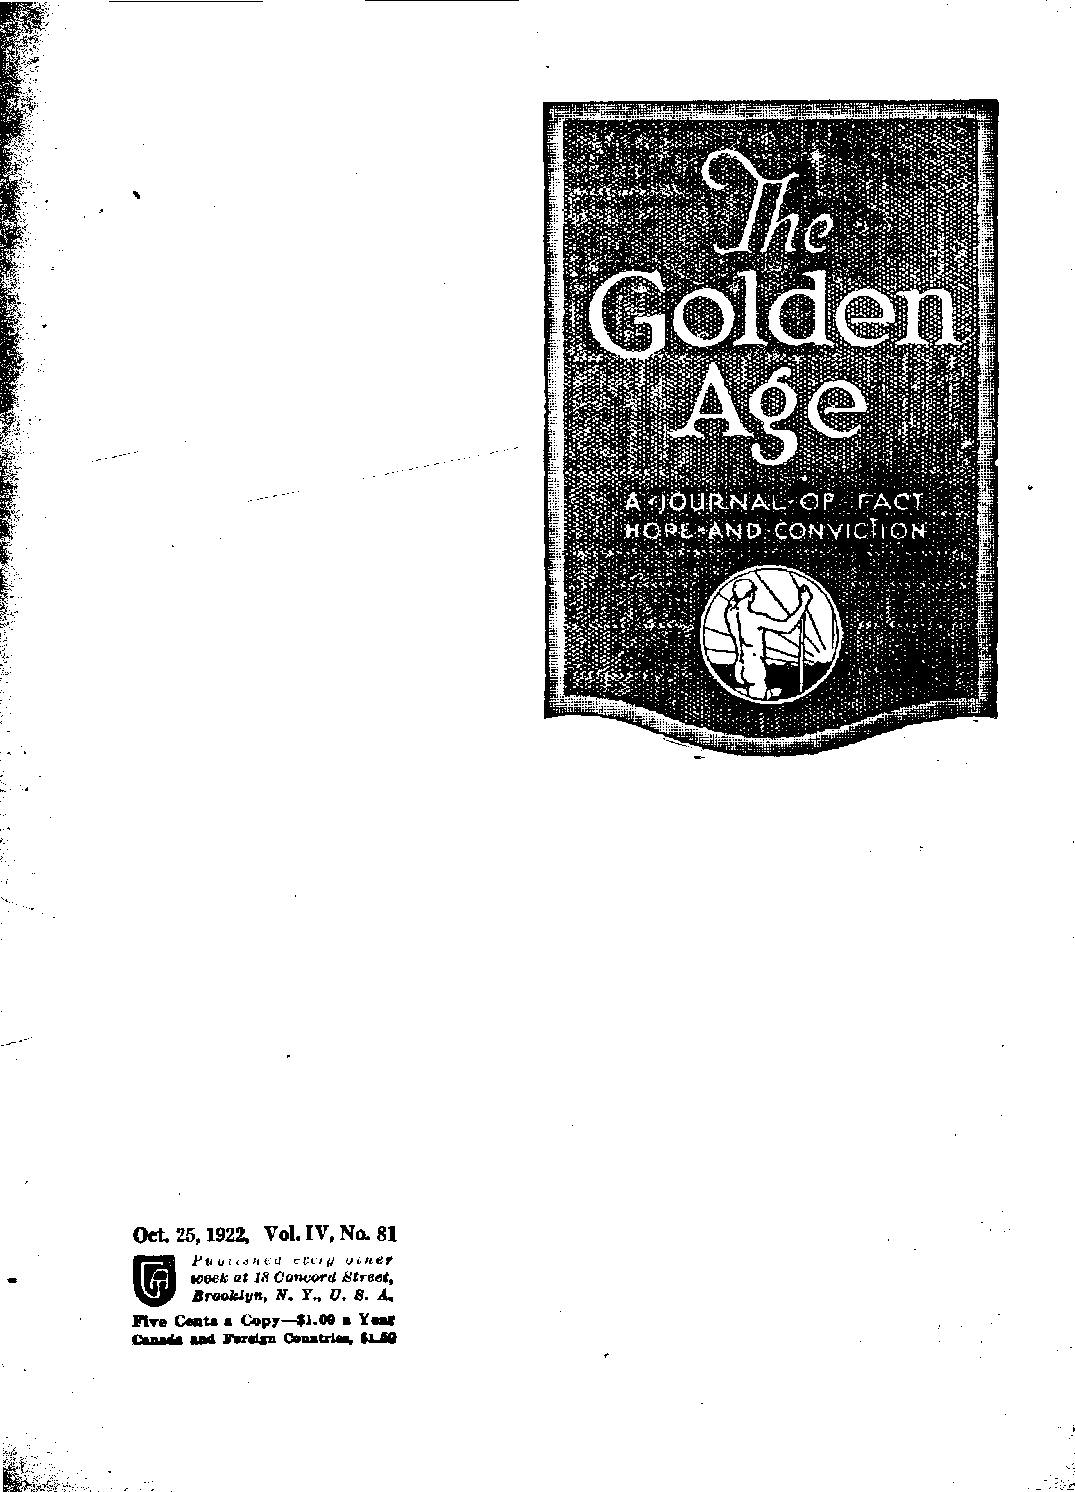 The
Golden
Age
A JOURNAL OF FACT
HOPE AND CONVICTION
Oct. 25, 1922, Vol. IV, No. 81
Published every other
week at 18 Concord Street,
Brooklyn, N. Y., U. S. A.
Five Cents a Copy—$1.00 a Year
Canada and Foreign Countries, $1.50